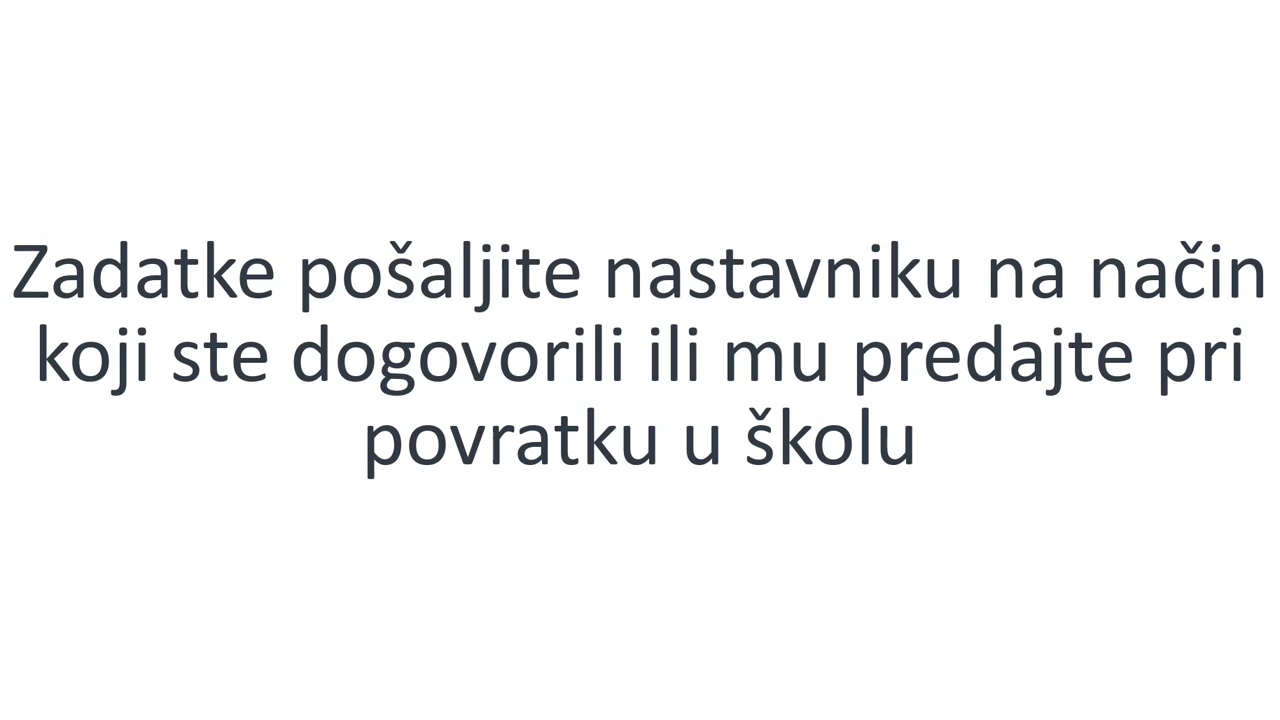 Zadatke pošaljite nastavniku na način
koji ste dogovorili ili mu predajte pri
povratku u školu